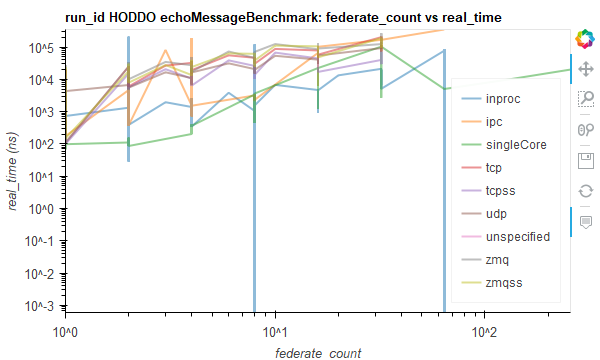 run_id HODDO echoMessageBenchmark: federate_count vs real_time
real_time (ns)
10^5
10^4
10^3
10^2
10^1
10^0
10^-1
10^-2
10^-3
inproc
ipc
singleCore
tcp
tcpss
udp
unspecified
zmq
zmqss
10^0
10^1
10^2
federate_count